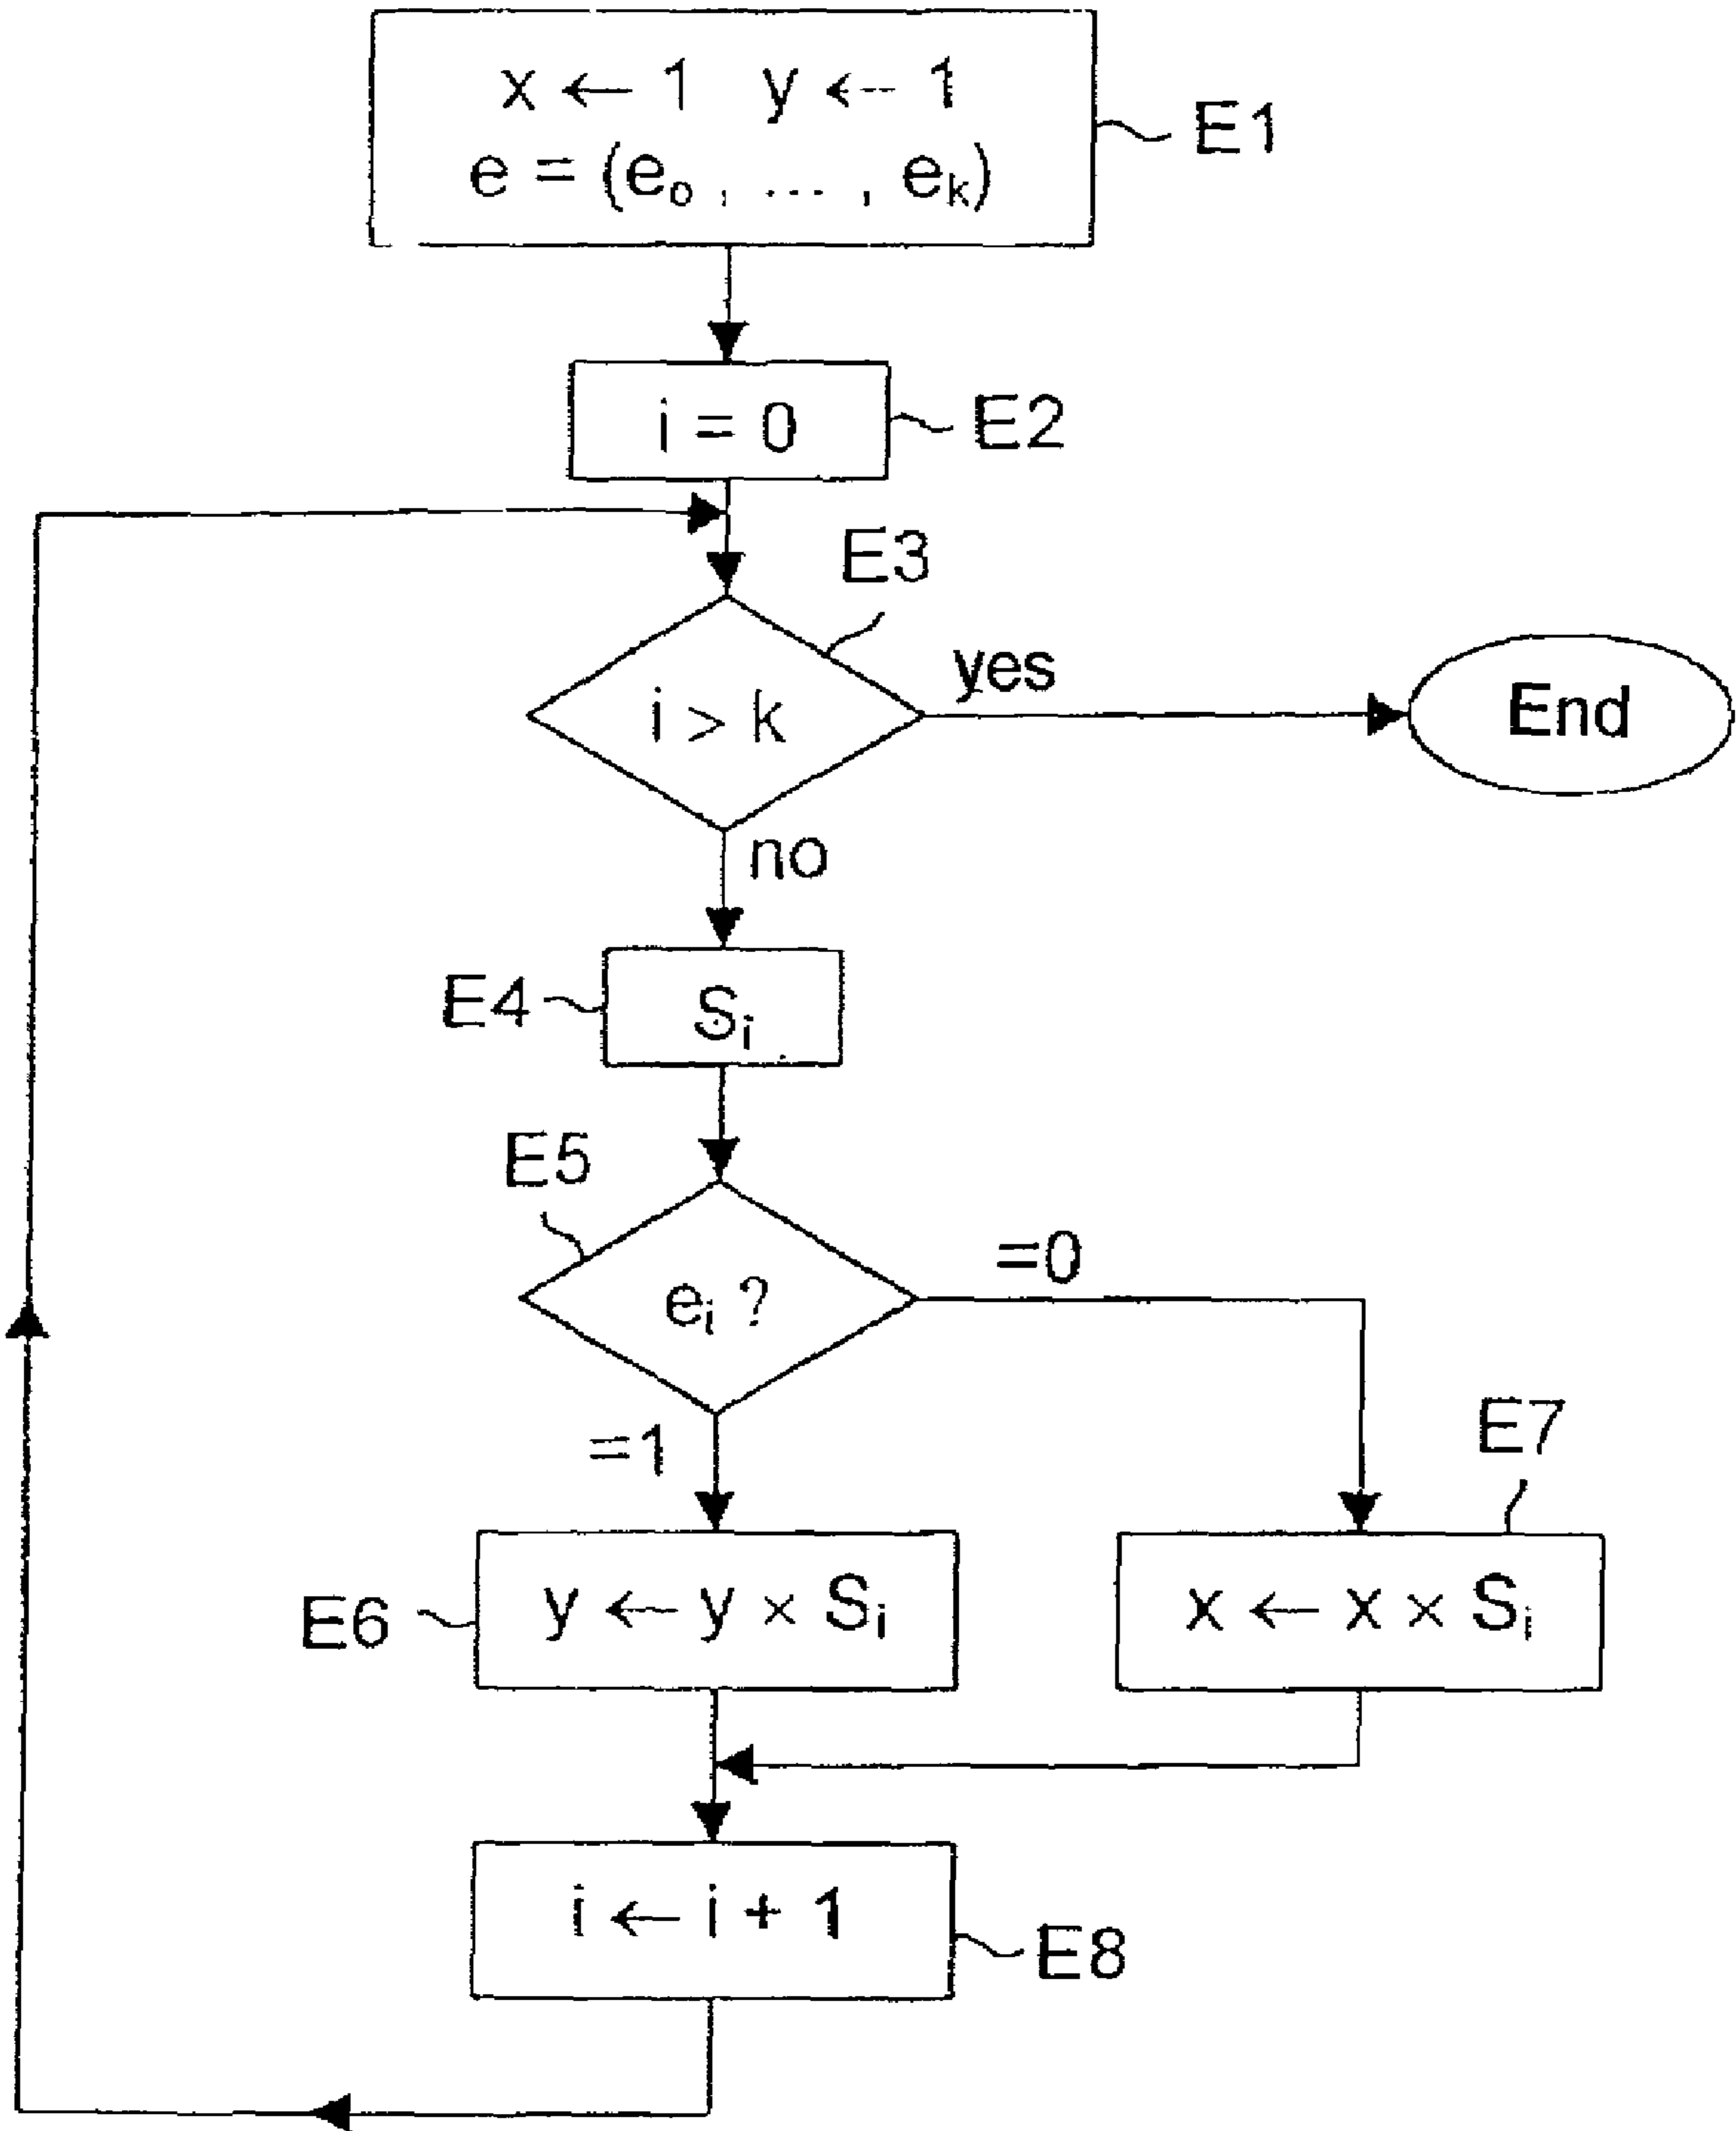 x ← 1 y ← 1
e = (e₀, ... , eₖ)
E1
i = 0
E2
E3
i > k
yes
End
no
E4
Sᵢ
E5
eᵢ ?
=0
=1
E7
E6
y ← y × Sᵢ
x ← x × Sᵢ
i ← i + 1
E8